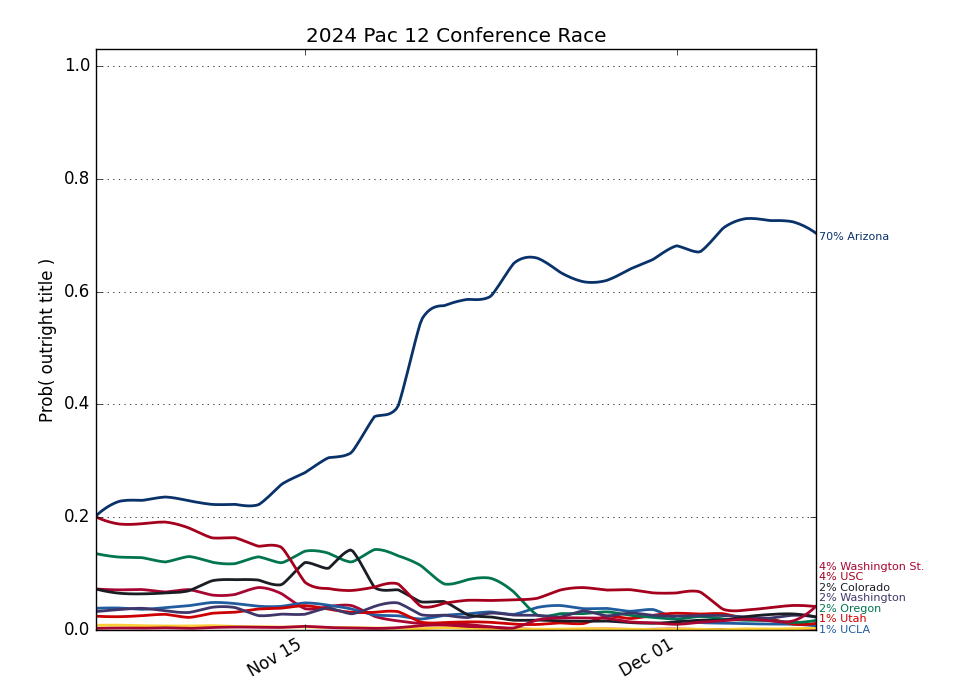 2024 Pac 12 Conference Race
1.0
0.8
0.6
0.4
0.2
0.0
Prob( outright title )
Nov 15
Dec 01
70% Arizona
4% Washington St.
4% USC
2% Colorado
2% Washington
2% Oregon
1% Utah
1% UCLA